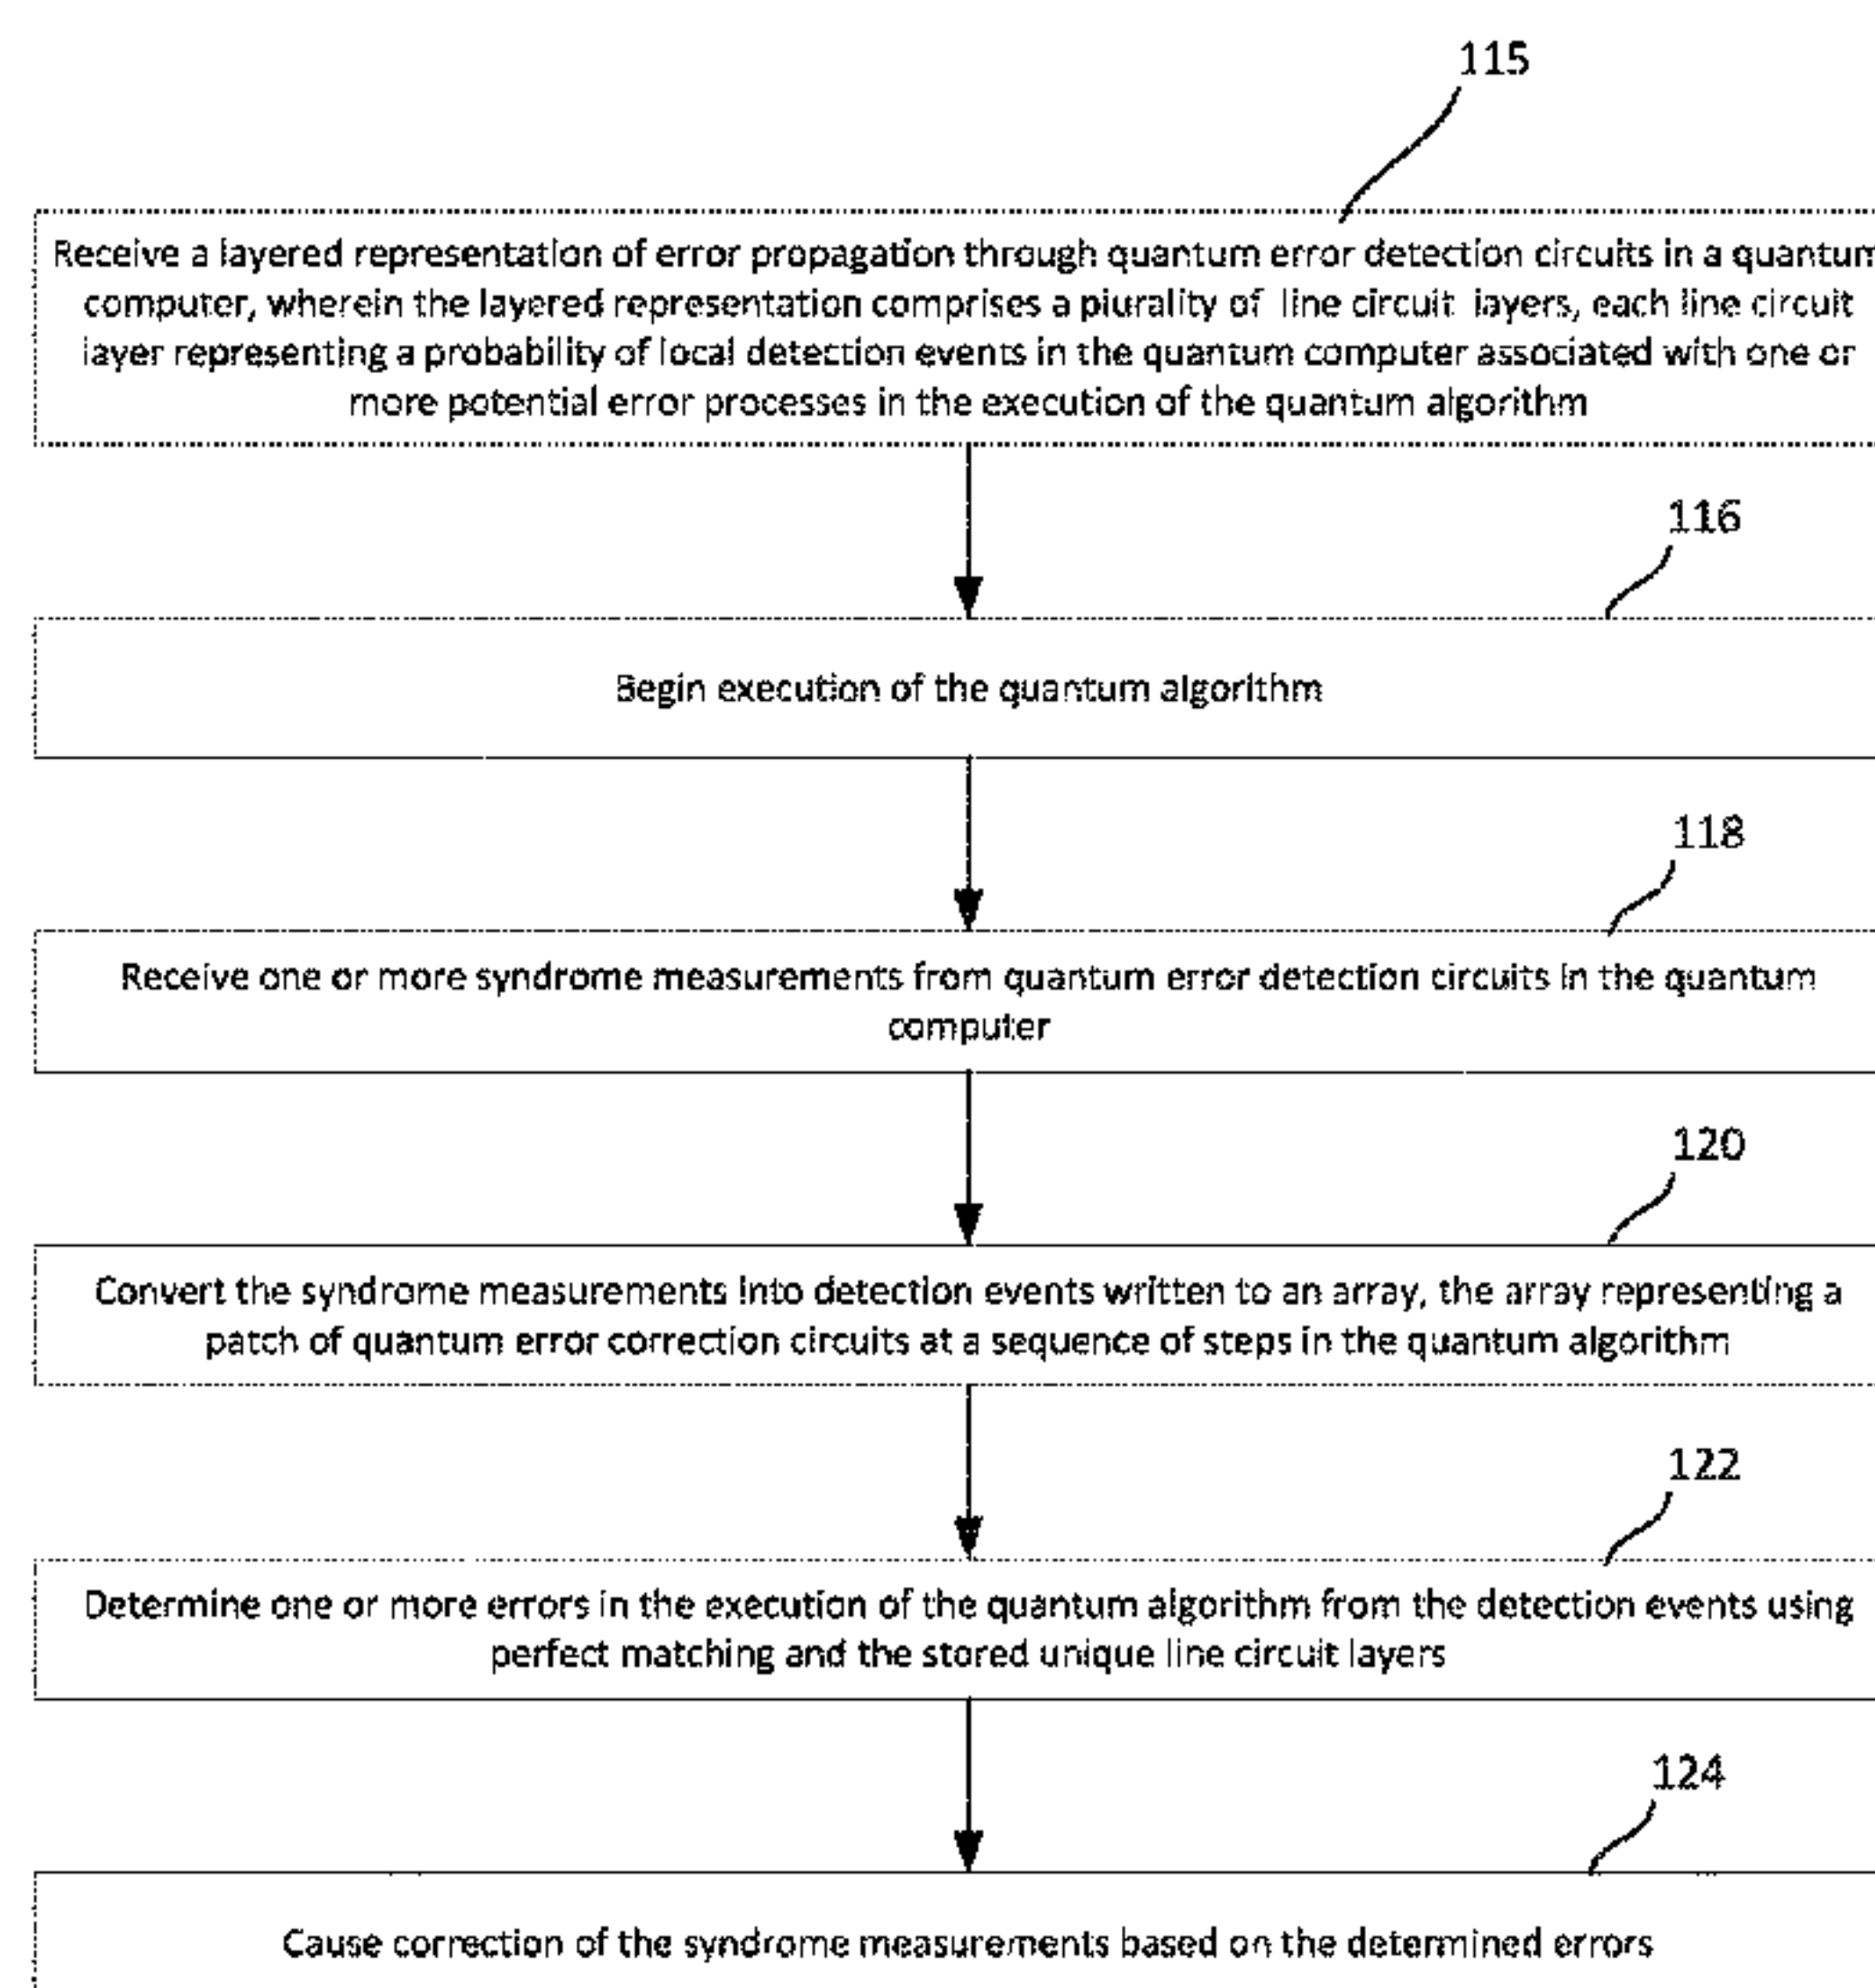 115
Receive a layered representation of error propagation through quantum error detection circuits in a quantum
computer, wherein the layered representation comprises a plurality of line circuit layers, each line circuit
layer representing a probability of local detection events in the quantum computer associated with one or
more potential error processes in the execution of the quantum algorithm
116
Begin execution of the quantum algorithm
118
Receive one or more syndrome measurements from quantum error detection circuits in the quantum
computer
120
Convert the syndrome measurements into detection events written to an array, the array representing a
patch of quantum error correction circuits at a sequence of steps in the quantum algorithm
122
Determine one or more errors in the execution of the quantum algorithm from the detection events using
perfect matching and the stored unique line circuit layers
124
Cause correction of the syndrome measurements based on the determined errors